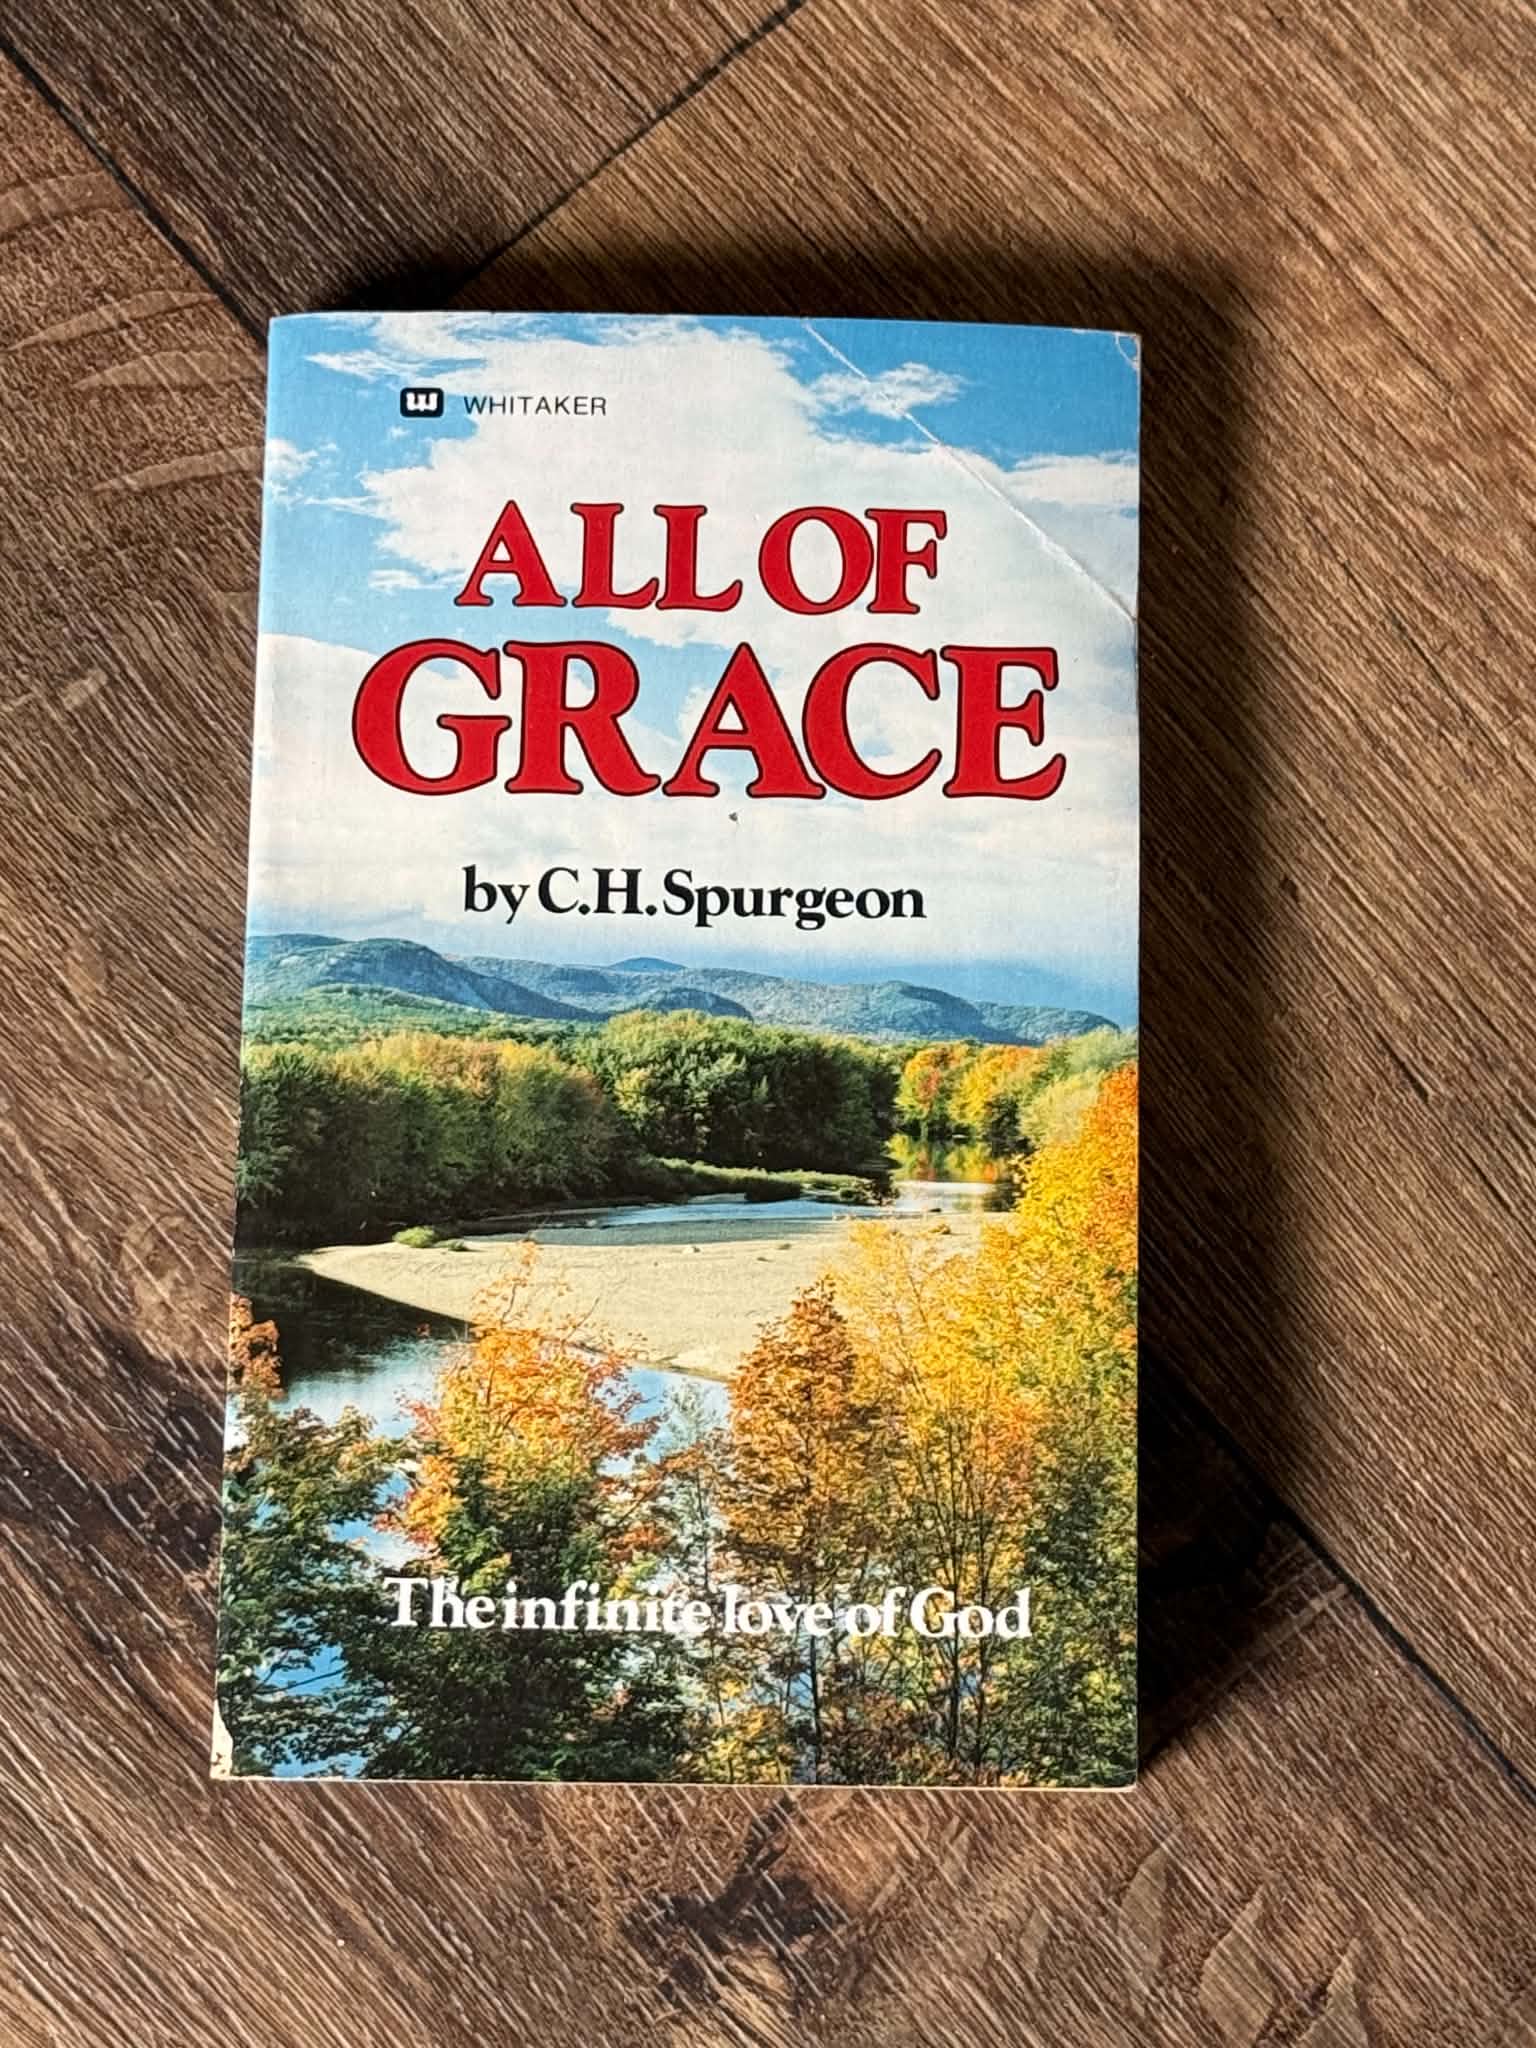 WHITAKER
ALL OF
GRACE
by C.H. Spurgeon
The infinite love of God